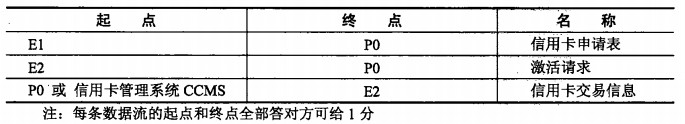 起 点 终 点 名 称
E1 P0 信用卡申请表
E2 P0 激活请求
P0 或 信用卡管理系统 CCMS E2 信用卡交易信息
注：每条数据流的起点和终点全部答对方可给 1 分